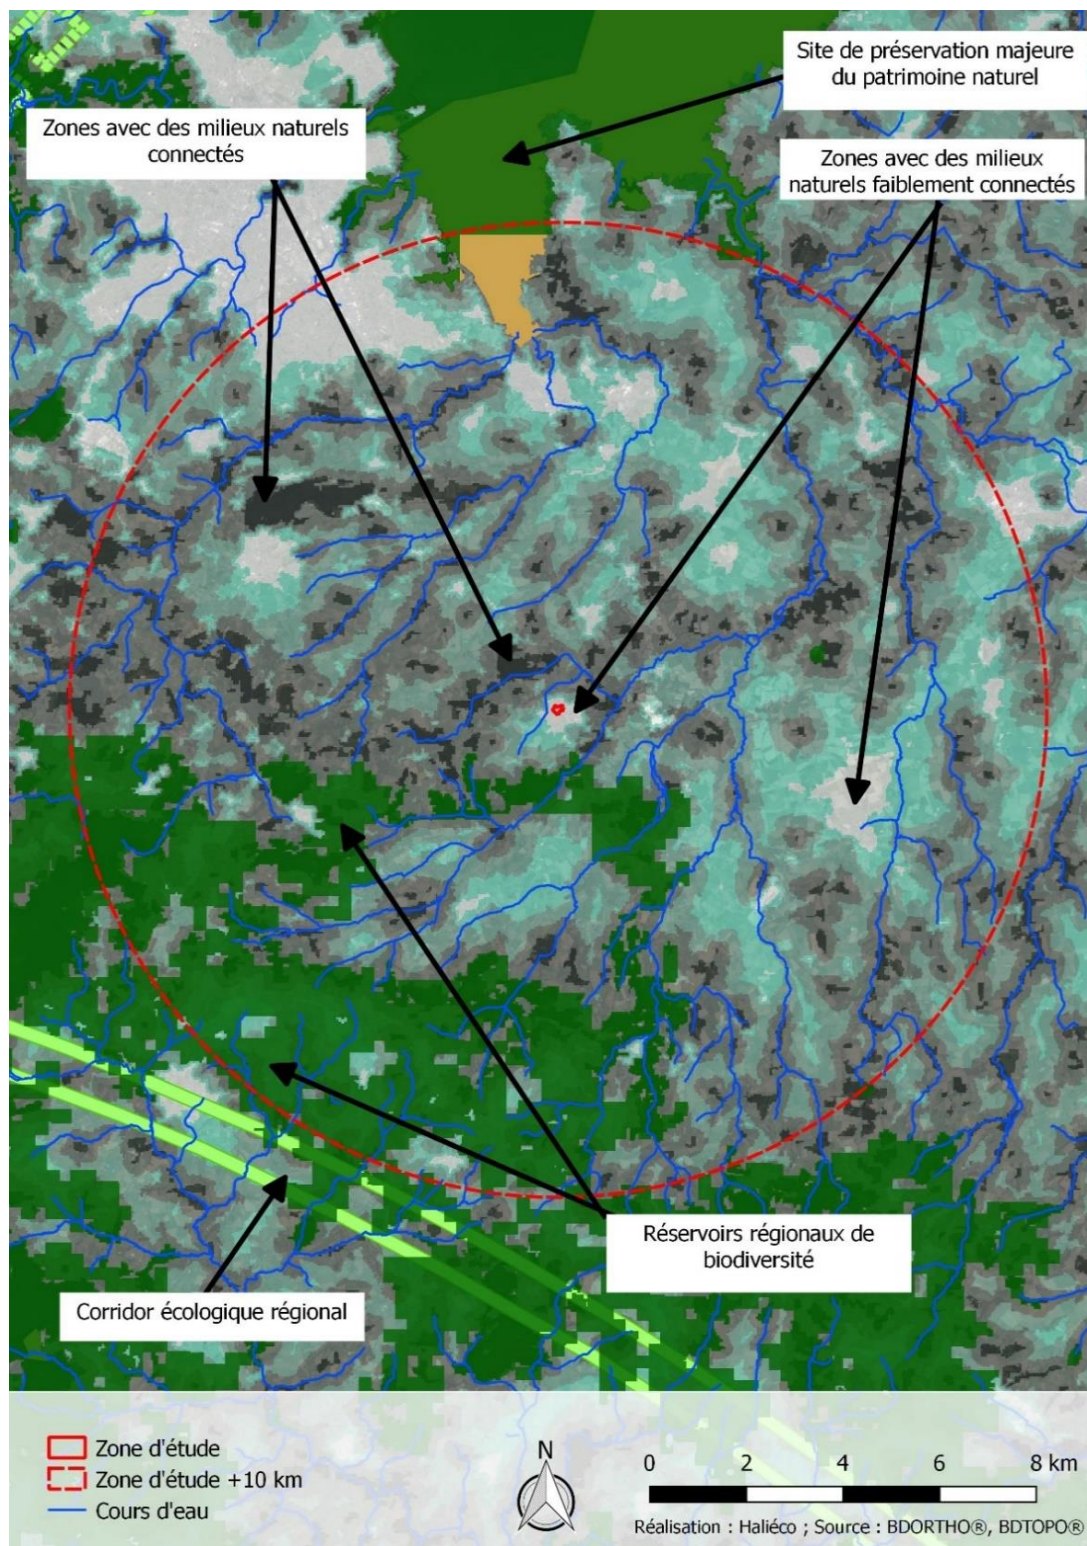 Site de préservation majeure
du patrimoine naturel
Zones avec des milieux naturels
connectés
Zones avec des milieux
naturels faiblement connectés
Réservoirs régionaux de
biodiversité
Corridor écologique régional
Zone d'étude
Zone d'étude +10 km
Cours d'eau
N
0 2 4 6 8 km
Réalisation : Haliéco ; Source : BDORTHO®, BDTOPO®